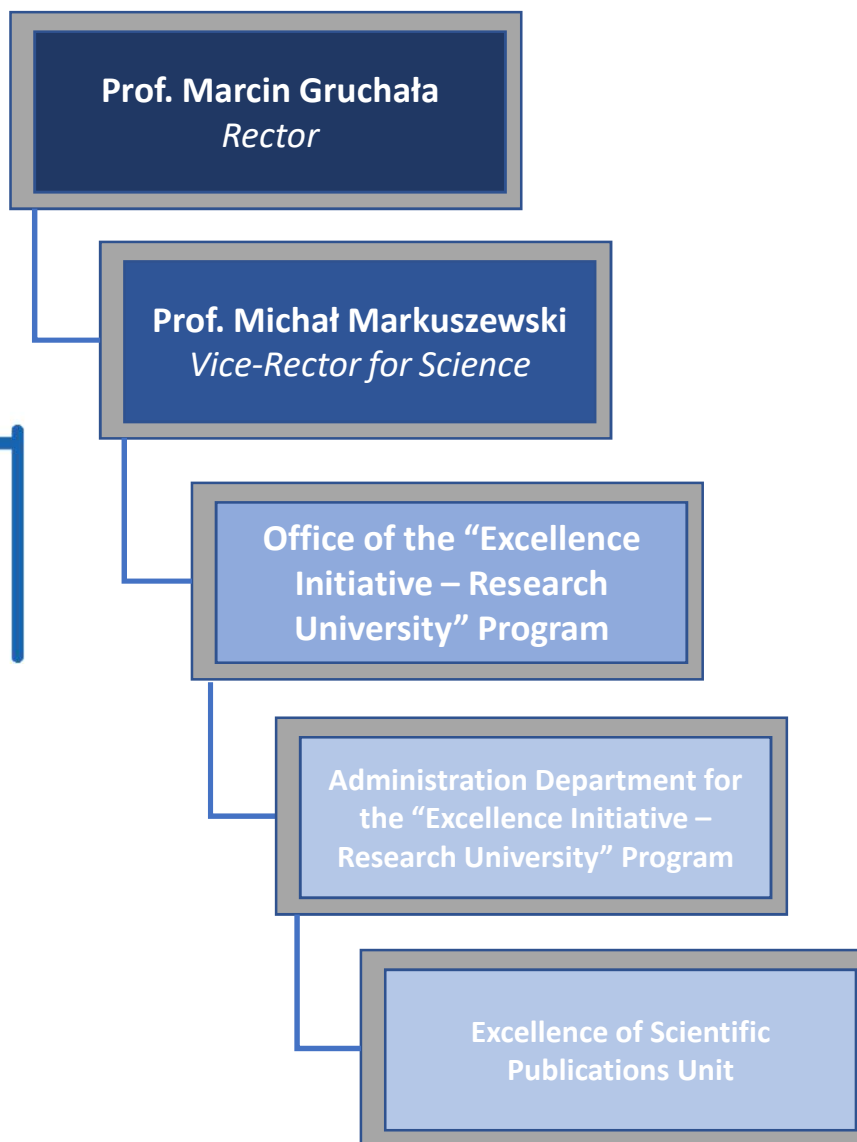 Prof. Marcin Gruchała
Rector
Prof. Michał Markuszewski
Vice-Rector for Science
Office of the “Excellence
Initiative – Research
University” Program
Administration Department for
the “Excellence Initiative –
Research University” Program
Excellence of Scientific
Publications Unit